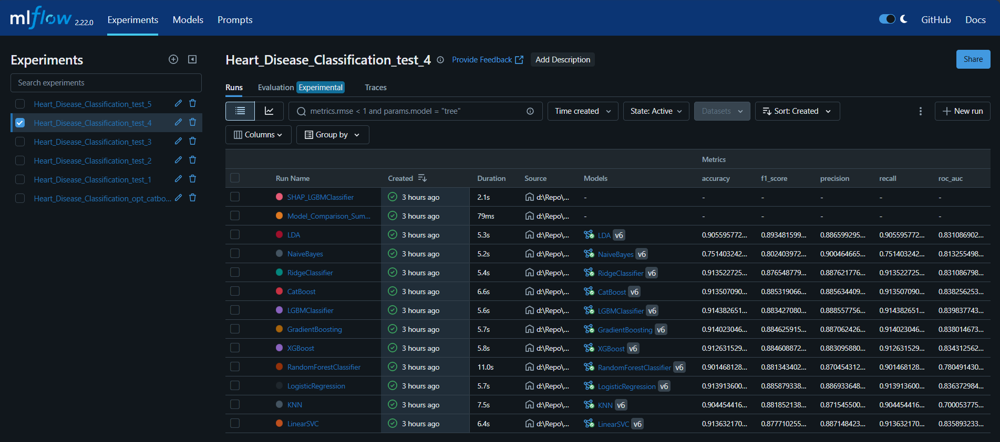 mlflow 2.22.0 Experiments Models Prompts GitHub Docs
Experiments
Search experiments
Heart_Disease_Classification_test_5
Heart_Disease_Classification_test_4
Heart_Disease_Classification_test_3
Heart_Disease_Classification_test_2
Heart_Disease_Classification_test_1
Heart_Disease_Classification_opt_catbo...
Heart_Disease_Classification_test_4 Provide Feedback Add Description Share
Runs Evaluation Experimental Traces
metrics.rmse < 1 and params.model = "tree" Time created State: Active Datasets Sort: Created New run
Columns Group by
Metrics
Run Name Created Duration Source Models accuracy f1_score precision recall roc_auc
SHAP_LGBMClassifier 3 hours ago 2.1s d:\Repo\... - - - - - -
Model_Comparison_Sum... 3 hours ago 79ms d:\Repo\... - - - - - -
LDA 3 hours ago 5.3s d:\Repo\... LDA v6 0.905595772... 0.893481599... 0.886599295... 0.905595772... 0.831086902...
NaiveBayes 3 hours ago 5.2s d:\Repo\... NaiveBayes v6 0.751403242... 0.802403972... 0.900464665... 0.751403242... 0.813255498...
RidgeClassifier 3 hours ago 5.4s d:\Repo\... RidgeClassifier v6 0.913522725... 0.876548779... 0.887621776... 0.913522725... 0.831086798...
CatBoost 3 hours ago 6.6s d:\Repo\... CatBoost v6 0.913507090... 0.885319066... 0.885634409... 0.913507090... 0.838256253...
LGBMClassifier 3 hours ago 5.6s d:\Repo\... LGBMClassifier v6 0.914382651... 0.883427080... 0.888557756... 0.914382651... 0.839837743...
GradientBoosting 3 hours ago 5.7s d:\Repo\... GradientBoosting v6 0.914023046... 0.884625915... 0.887062426... 0.914023046... 0.838014673...
XGBoost 3 hours ago 5.8s d:\Repo\... XGBoost v6 0.912631529... 0.884608872... 0.883095880... 0.912631529... 0.834312562...
RandomForestClassifier 3 hours ago 11.0s d:\Repo\... RandomForestClassifier v6 0.901468128... 0.881343402... 0.870454312... 0.901468128... 0.780491430...
LogisticRegression 3 hours ago 5.7s d:\Repo\... LogisticRegression v6 0.913913600... 0.885879338... 0.886933648... 0.913913600... 0.836372984...
KNN 3 hours ago 7.5s d:\Repo\... KNN v6 0.904454416... 0.881852138... 0.871545500... 0.904454416... 0.700053775...
LinearSVC 3 hours ago 6.4s d:\Repo\... LinearSVC v6 0.913632170... 0.877710255... 0.887148423... 0.913632170... 0.835893233...